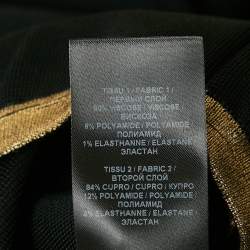 TISSU 1 / FABRIC 1 /
ПЕРВЫЙ СЛОЙ
90% VISCOSE / VISCOSE /
ВИСКОЗА
9% POLYAMIDE / POLYAMIDE /
ПОЛИАМИД
1% ELASTHANNE / ELASTANE /
ЭЛАСТАН
TISSU 2 / FABRIC 2 /
ВТОРОЙ СЛОЙ
84% CUPRO / CUPRO / КУПРО
12% POLYAMIDE / POLYAMIDE /
ПОЛИАМИД
4% ELASTHANNE / ELASTANE /
ЭЛАСТАН